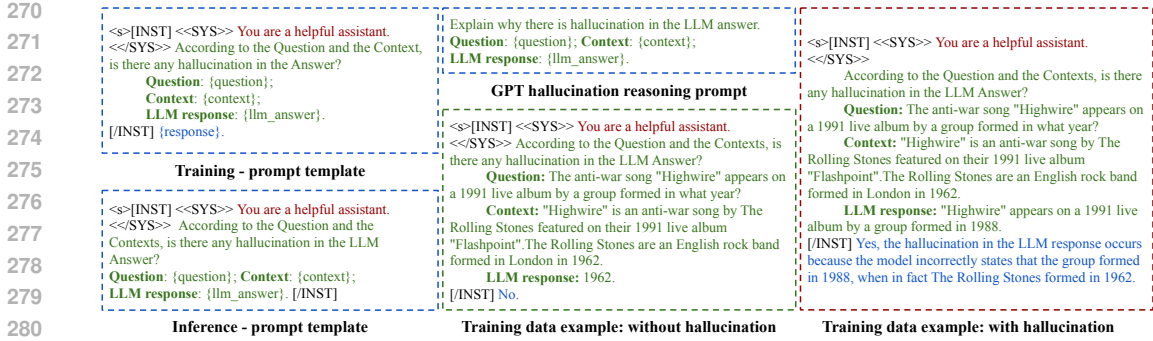 270
271
272
273
274
275
276
277
278
279
280
<s>[INST] <<SYS>> You are a helpful assistant.
<</SYS>> According to the Question and the Context,
is there any hallucination in the Answer?
Question: {question};
Context: {context};
LLM response: {llm_answer}.
[/INST] {response}.
Training - prompt template
<s>[INST] <<SYS>> You are a helpful assistant.
<</SYS>> According to the Question and the
Contexts, is there any hallucination in the LLM
Answer?
Question: {question}; Context: {context};
LLM response: {llm_answer}. [/INST]
Inference - prompt template
Explain why there is hallucination in the LLM answer.
Question: {question}; Context: {context};
LLM response: {llm_answer}.
GPT hallucination reasoning prompt
<s>[INST] <<SYS>> You are a helpful assistant.
<</SYS>> According to the Question and the Contexts, is
there any hallucination in the LLM Answer?
Question: The anti-war song "Highwire" appears on
a 1991 live album by a group formed in what year?
Context: "Highwire" is an anti-war song by The
Rolling Stones featured on their 1991 live album
"Flashpoint".The Rolling Stones are an English rock band
formed in London in 1962.
LLM response: 1962.
[/INST] No.
Training data example: without hallucination
<s>[INST] <<SYS>> You are a helpful assistant.
<</SYS>>
According to the Question and the Contexts, is there
any hallucination in the LLM Answer?
Question: The anti-war song "Highwire" appears on
a 1991 live album by a group formed in what year?
Context: "Highwire" is an anti-war song by The
Rolling Stones featured on their 1991 live album
"Flashpoint".The Rolling Stones are an English rock band
formed in London in 1962.
LLM response: "Highwire" appears on a 1991 live
album by a group formed in 1988.
[/INST] Yes, the hallucination in the LLM response occurs
because the model incorrectly states that the group formed
in 1988, when in fact The Rolling Stones formed in 1962.
Training data example: with hallucination